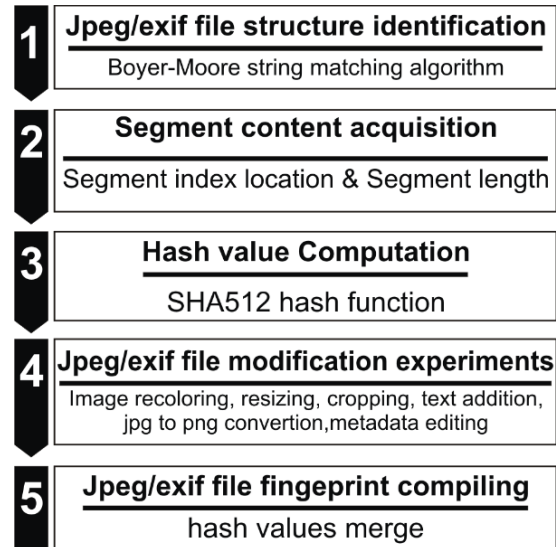 1
Jpeg/exif file structure identification
Boyer-Moore string matching algorithm
2
Segment content acquisition
Segment index location & Segment length
3
Hash value Computation
SHA512 hash function
4
Jpeg/exif file modification experiments
Image recoloring, resizing, cropping, text addition,
jpg to png convertion,metadata editing
5
Jpeg/exif file fingeprint compiling
hash values merge